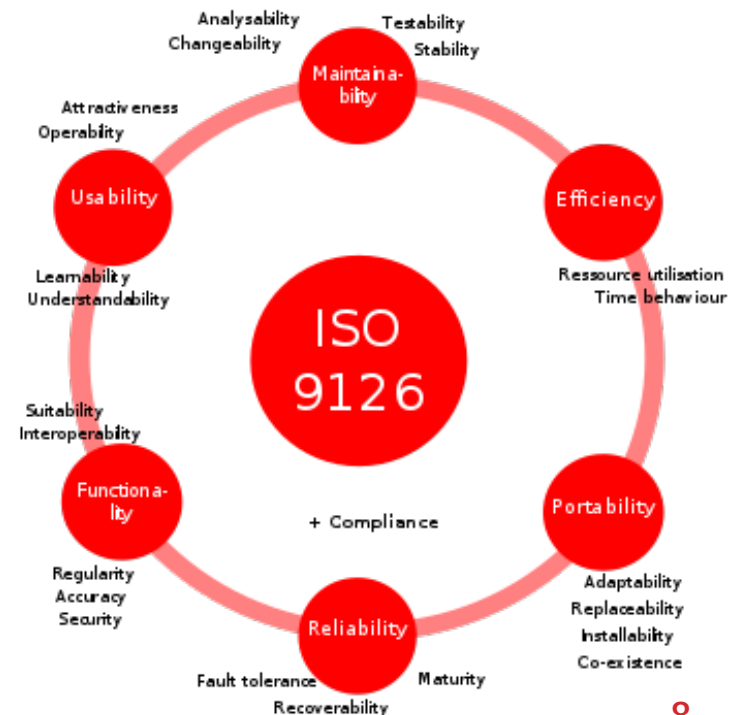 Analysability
Changeability
Testability
Stability
Maintaina-
bility
Attractiveness
Operability
Usability
Learnability
Understandability
Efficiency
Ressource utilisation
Time behaviour
ISO
9126
Suitability
Interoperability
Functiona-
lity
Regularity
Accuracy
Security
+ Compliance
Portability
Adaptability
Replaceability
Installability
Co-existence
Reliability
Fault tolerance
Recoverability
Maturity
o